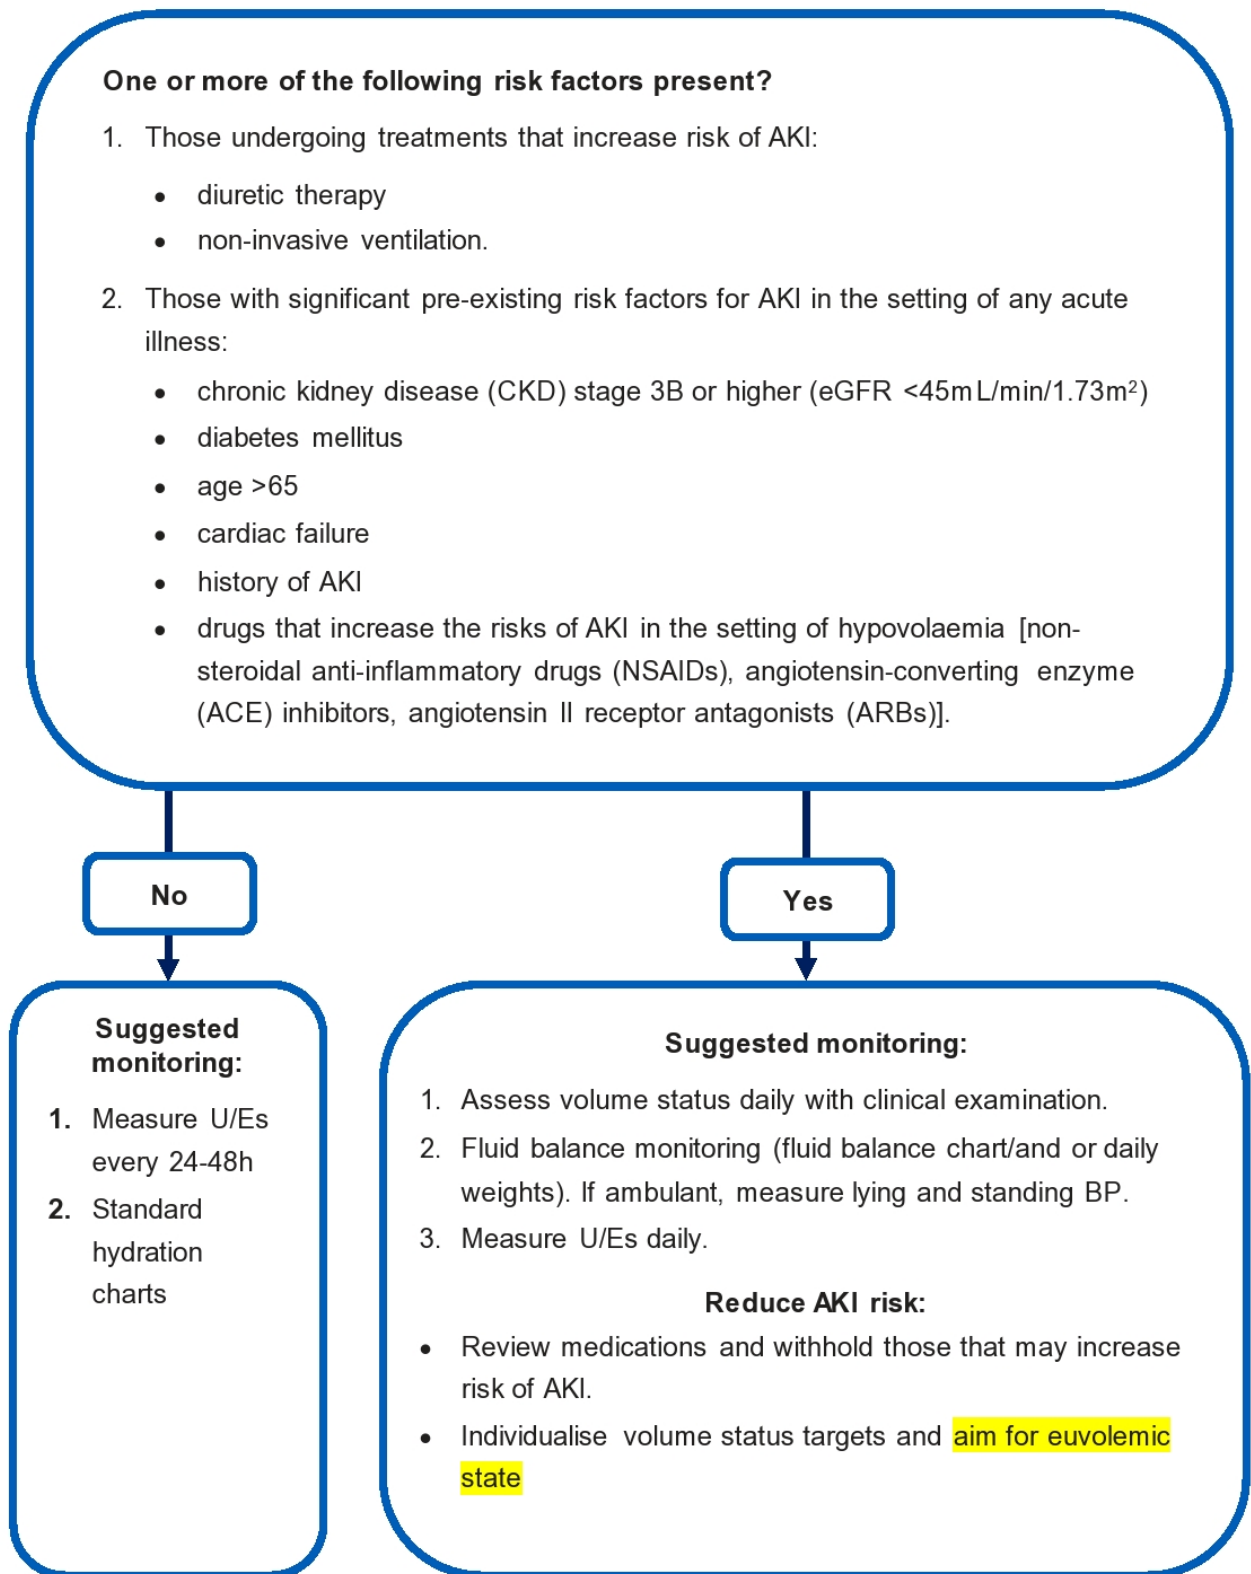 One or more of the following risk factors present?
1. Those undergoing treatments that increase risk of AKI:
• diuretic therapy
• non-invasive ventilation.
2. Those with significant pre-existing risk factors for AKI in the setting of any acute
illness:
• chronic kidney disease (CKD) stage 3B or higher (eGFR <45mL/min/1.73m²)
• diabetes mellitus
• age >65
• cardiac failure
• history of AKI
• drugs that increase the risks of AKI in the setting of hypovolaemia [non-
steroidal anti-inflammatory drugs (NSAIDs), angiotensin-converting enzyme
(ACE) inhibitors, angiotensin II receptor antagonists (ARBs)].
No
Yes
Suggested
monitoring:
1. Measure U/Es
every 24-48h
2. Standard
hydration
charts
Suggested monitoring:
1. Assess volume status daily with clinical examination.
2. Fluid balance monitoring (fluid balance chart/and or daily
weights). If ambulant, measure lying and standing BP.
3. Measure U/Es daily.
Reduce AKI risk:
• Review medications and withhold those that may increase
risk of AKI.
• Individualise volume status targets and aim for euvolemic
state